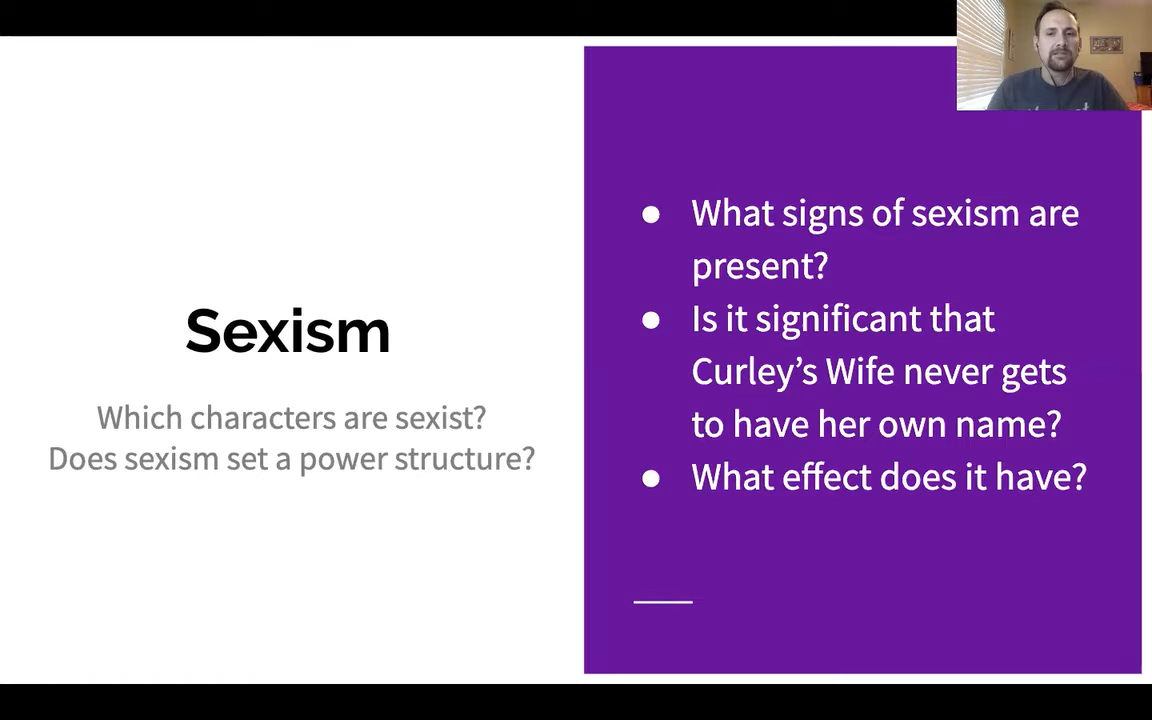 Sexism
Which characters are sexist?
Does sexism set a power structure?
● What signs of sexism are
present?
● Is it significant that
Curley’s Wife never gets
to have her own name?
● What effect does it have?